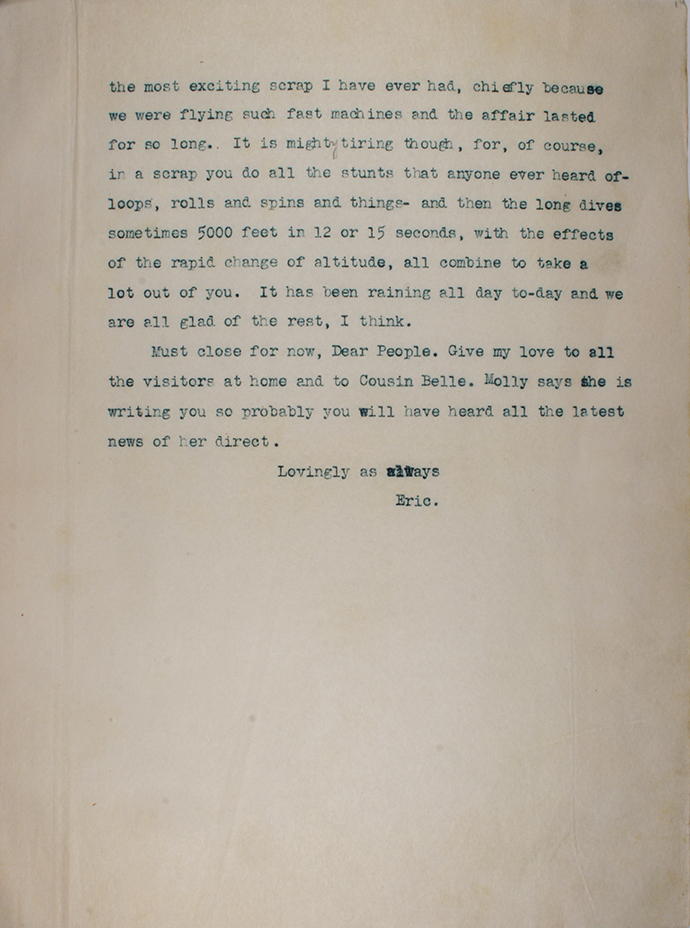 the most exciting scrap I have ever had, chiefly because
we were flying such fast machines and the affair lasted
for so long.. It is mighty tiring though, for, of course,
in a scrap you do all the stunts that anyone ever heard of-
loops, rolls and spins and things- and then the long dives
sometimes 5000 feet in 12 or 15 seconds, with the effects
of the rapid change of altitude, all combine to take a
lot out of you. It has been raining all day to-day and we
are all glad of the rest, I think.
Must close for now, Dear People. Give my love to all
the visitors at home and to Cousin Belle. Molly says she is
writing you so probably you will have heard all the latest
news of her direct.
Lovingly as always
Eric.